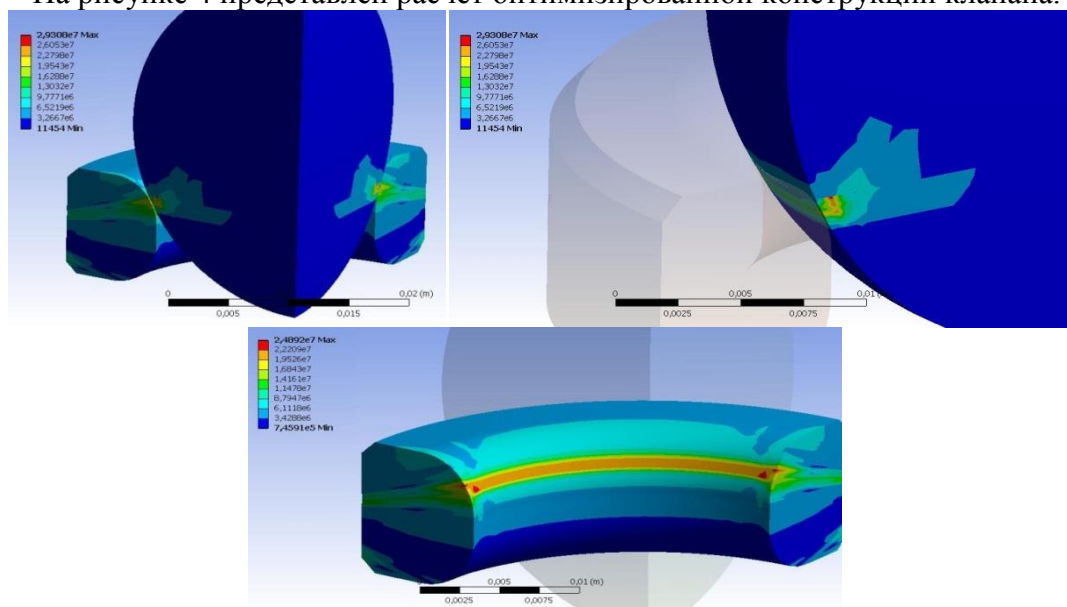 На рисунке 4 представлен расчет оптимизированной конструкции клапана.
2,9308e7 Max
2,6053e7
2,2798e7
1,9543e7
1,6288e7
1,3032e7
9,7771e6
6,5219e6
3,2667e6
11454 Min
0
0,02 (m)
0,005
0,015
2,9308e7 Max
2,6053e7
2,2798e7
1,9543e7
1,6288e7
1,3032e7
9,7771e6
6,5219e6
3,2667e6
11454 Min
0
0,005
0,01 (
0,0025
0,0075
2,4892e7 Max
2,2209e7
1,9526e7
1,6843e7
1,4161e7
1,1478e7
8,7947e6
6,1118e6
3,4288e6
7,4591e5 Min
0
0,005
0,01 (m)
0,0025
0,0075